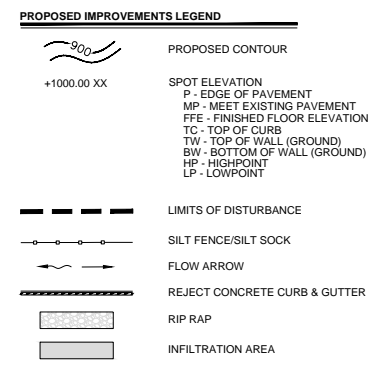 PROPOSED IMPROVEMENTS LEGEND
900 PROPOSED CONTOUR
+1000.00 XX SPOT ELEVATION
P - EDGE OF PAVEMENT
MP - MEET EXISTING PAVEMENT
FFE - FINISHED FLOOR ELEVATION
TC - TOP OF CURB
TW - TOP OF WALL (GROUND)
BW - BOTTOM OF WALL (GROUND)
HP - HIGHPOINT
LP - LOWPOINT
LIMITS OF DISTURBANCE
SILT FENCE/SILT SOCK
FLOW ARROW
REJECT CONCRETE CURB & GUTTER
RIP RAP
INFILTRATION AREA